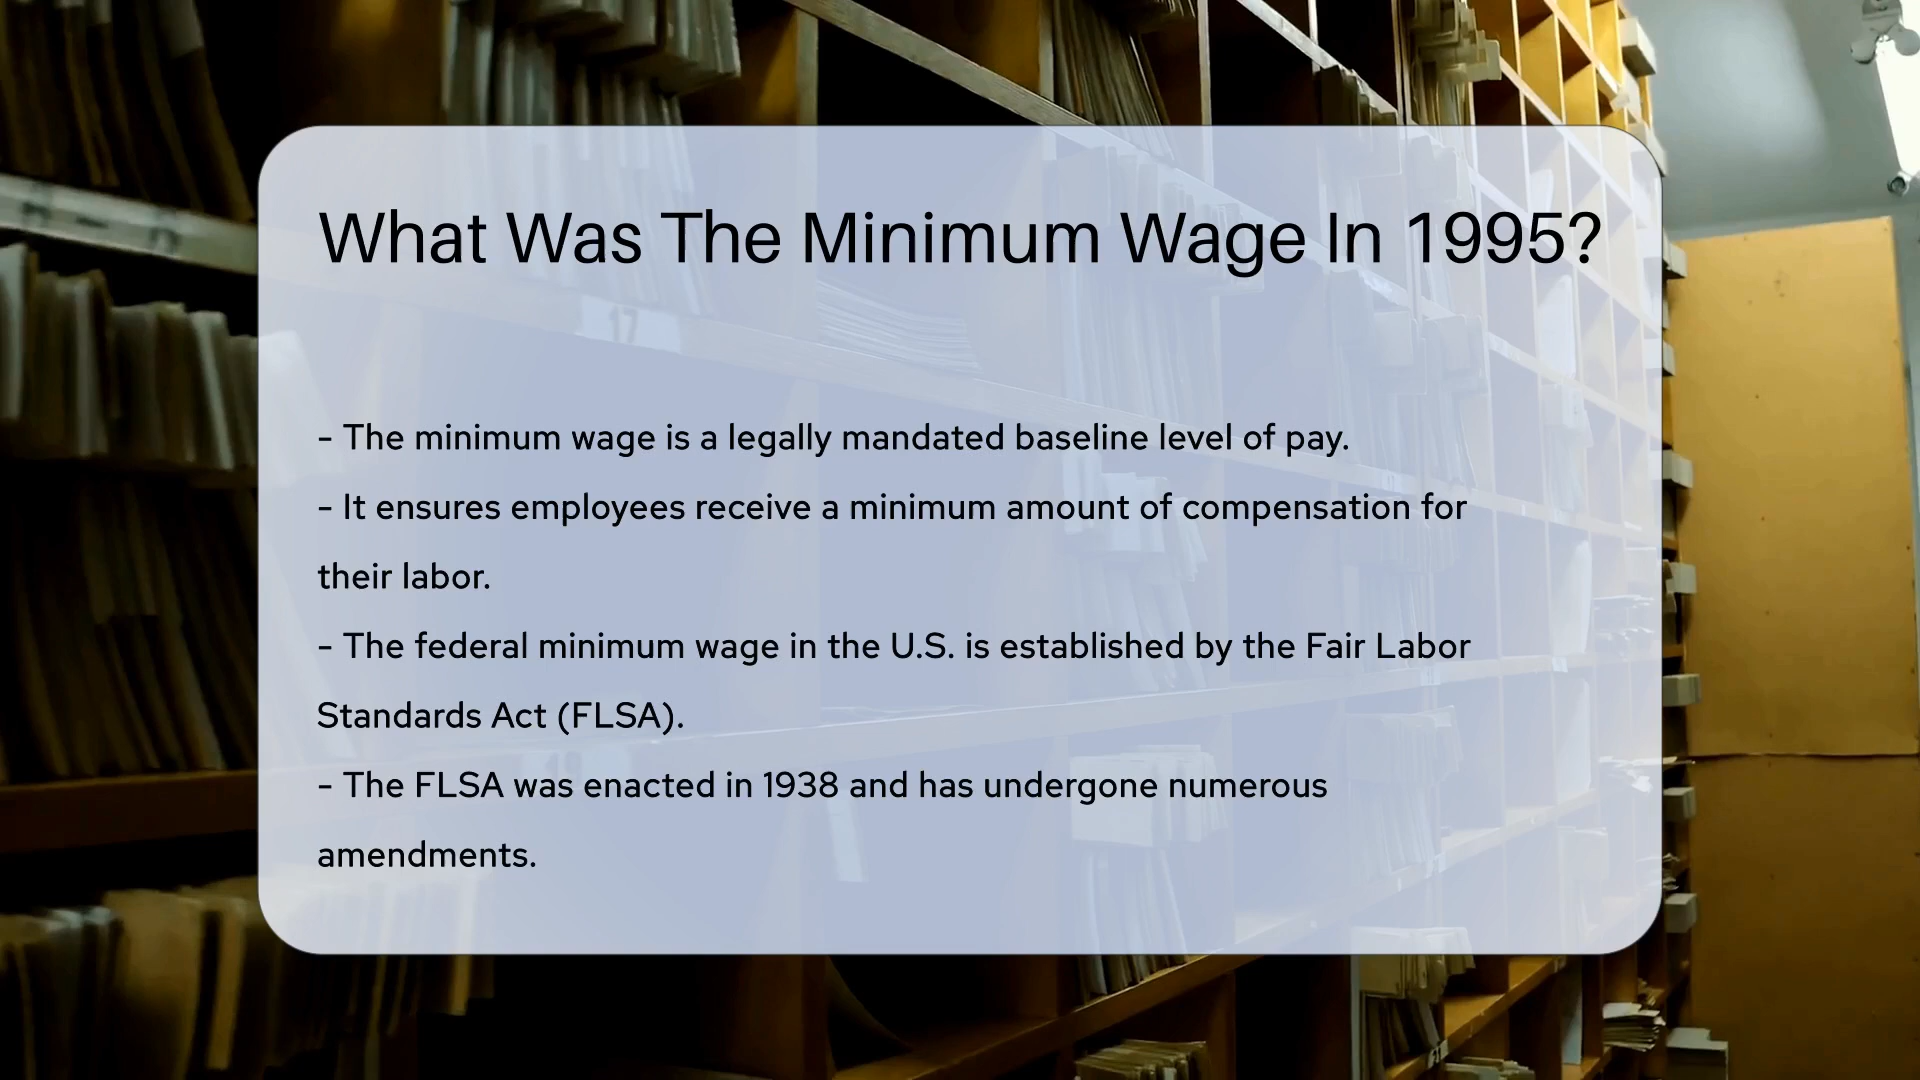 What Was The Minimum Wage In 1995?
17
- The minimum wage is a legally mandated baseline level of pay.
- It ensures employees receive a minimum amount of compensation for
their labor.
- The federal minimum wage in the U.S. is established by the Fair Labor
Standards Act (FLSA).
- The FLSA was enacted in 1938 and has undergone numerous
amendments.